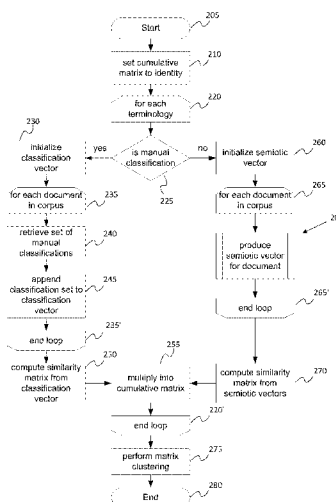 205
Start
210
set cumulative
matrix to identity
220
for each
terminology
230
yes
is manual
classification
no
260
initialize
classification
vector
225
initialize semiotic
vector
for each document
in corpus
235
265
for each document
in corpus
retrieve set of
manual
classifications
240
produce
semiotic vector
for document
append
classification set to
classification
vector
245
end loop
265'
end loop
235'
250
255
compute similarity
matrix from
classification
vector
multiply into
cumulative matrix
compute similarity
matrix from
semiotic vectors
270
220'
end loop
275
perform matrix
clustering
280
End